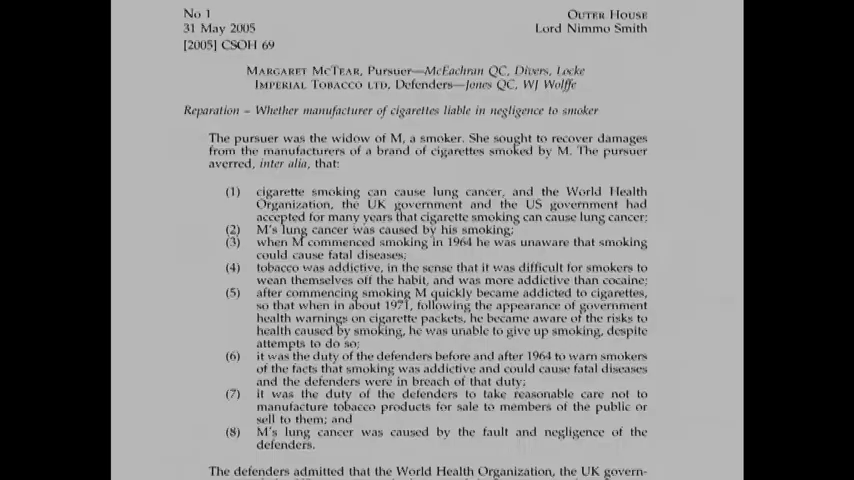 No 1
OUTER HOUSE
31 May 2005
Lord Nimmo Smith
[2005] CSOH 69
MARGARET MCTEAR, Pursuer—McEachran QC, Divers, Locke
IMPERIAL TOBACCO LTD, Defenders—Jones QC, WJ Wolffe
Reparation – Whether manufacturer of cigarettes liable in negligence to smoker
The pursuer was the widow of M, a smoker. She sought to recover damages
from the manufacturers of a brand of cigarettes smoked by M. The pursuer
averred, inter alia, that:
(1) cigarette smoking can cause lung cancer, and the World Health
Organization, the UK government and the US government had
accepted for many years that cigarette smoking can cause lung cancer;
(2) M's lung cancer was caused by his smoking;
(3) when M commenced smoking in 1964 he was unaware that smoking
could cause fatal diseases;
(4) tobacco was addictive, in the sense that it was difficult for smokers to
wean themselves off the habit, and was more addictive than cocaine;
(5) after commencing smoking M quickly became addicted to cigarettes,
so that when in about 1971, following the appearance of government
health warnings on cigarette packets, he became aware of the risks to
health caused by smoking, he was unable to give up smoking, despite
attempts to do so;
(6) it was the duty of the defenders before and after 1964 to warn smokers
of the facts that smoking was addictive and could cause fatal diseases
and the defenders were in breach of that duty;
(7) it was the duty of the defenders to take reasonable care not to
manufacture tobacco products for sale to members of the public or
sell to them; and
(8) M's lung cancer was caused by the fault and negligence of the
defenders.
The defenders admitted that the World Health Organization, the UK govern-